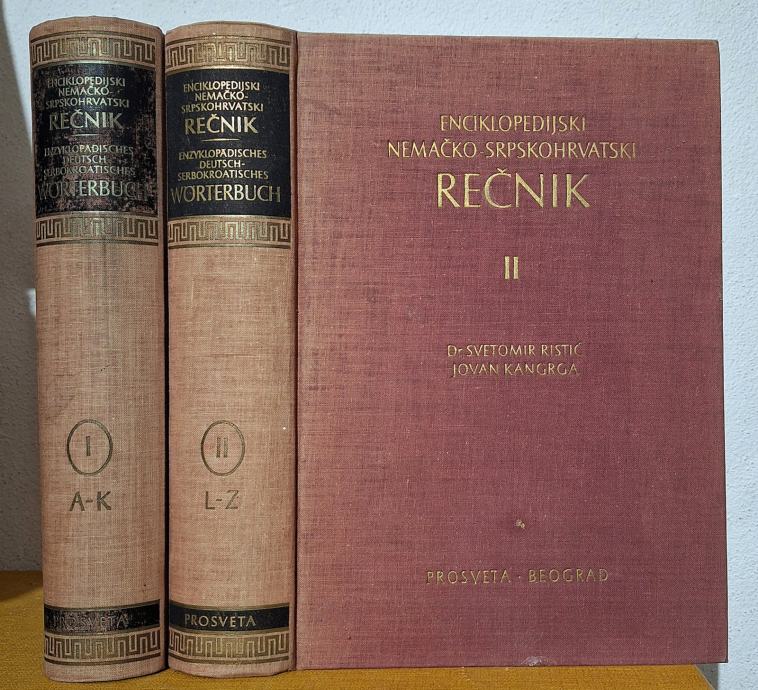 ENCIKLOPEDIJSKI
NEMAČKO-
SRPSKOHRVATSKI
REČNIK
ENZYKLOPÄDISCHES
DEUTSCH-
SERBOKROATISCHES
WÖRTERBUCH
I
A-K
PROSVETA
ENCIKLOPEDIJSKI
NEMAČKO-
SRPSKOHRVATSKI
REČNIK
ENZYKLOPÄDISCHES
DEUTSCH-
SERBOKROATISCHES
WÖRTERBUCH
II
L-Z
PROSVETA
ENCIKLOPEDIJSKI
NEMAČKO-SRPSKOHRVATSKI
REČNIK
II
Dr SVETOMIR RISTIĆ
JOVAN KANGRGA
PROSVETA · BEOGRAD